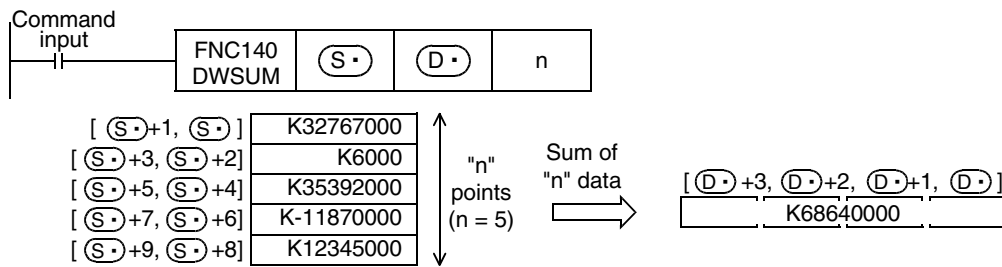 Command
input
FNC140
DWSUM
S・
D・
n
[ S・+1, S・ ] K32767000
[ S・+3, S・+2] K6000
[ S・+5, S・+4] K35392000
[ S・+7, S・+6] K-11870000
[ S・+9, S・+8] K12345000
"n"
points
(n = 5)
Sum of
"n" data
[ D・ +3, D・+2, D・+1, D・ ]
K68640000